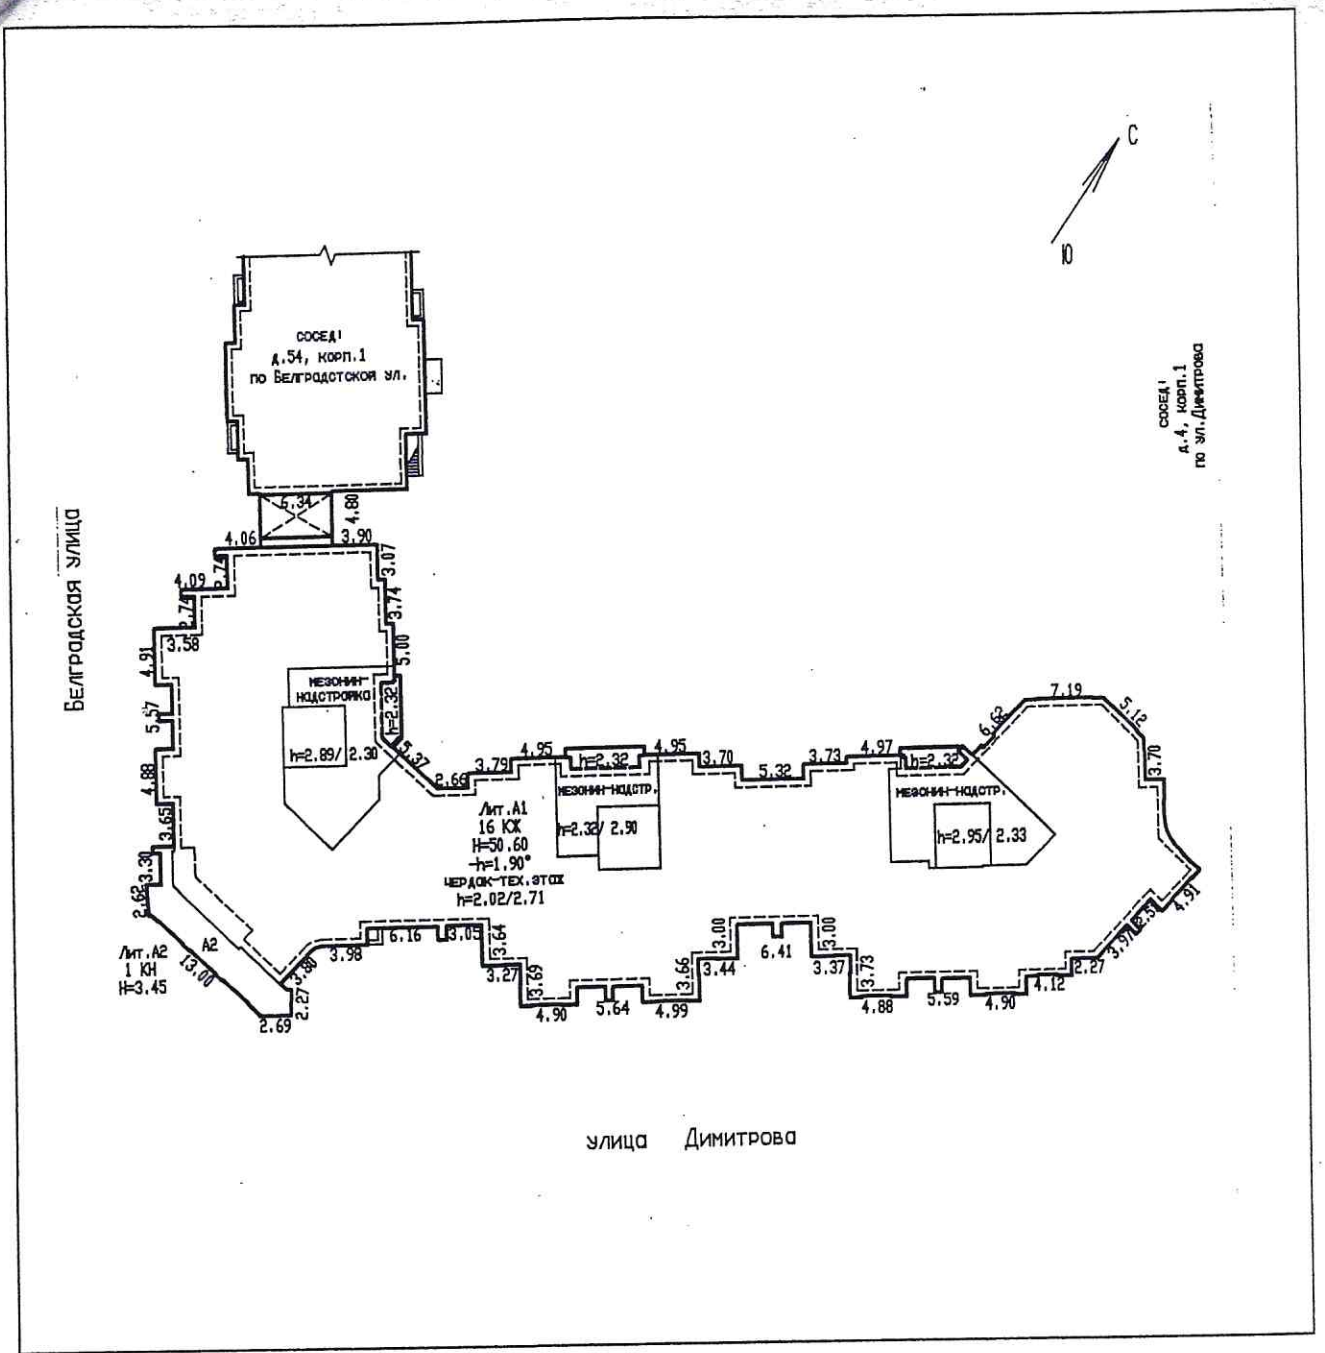 С
Ю
СОСЕД:
д.54, корп.1
по Белградстской ул.
СОСЕД:
д.4, корп.1
по ул.Димитрова
Белградская улица
6.34
4.80
4.06
3.90
3.07
2.74
4.09
3.74
2.74
3.58
5.00
4.91
мезонин-
надстройка
h=2.32
5.57
h=2.89/ 2.30
5.37
4.88
3.65
3.30
2.62
2.66
3.79
4.95
h=2.32
4.95
3.70
5.32
3.73
4.97
h=2.32
6.62
7.19
5.12
3.70
мезонин-надстр.
h=2.32/ 2.90
мезонин-надстр.
h=2.95/ 2.33
Лит.А1
16 КЖ
H=50.60
-h=1.90*
чердак-тех.этаж
h=2.02/2.71
А2
Лит.А2
1 КН
H=3.45
13.00
2.69
2.27
3.80
3.98
6.16
3.05
3.64
3.27
3.69
4.90
5.64
4.99
3.66
3.44
3.00
6.41
3.00
3.37
3.73
4.88
5.59
4.90
4.12
2.27
3.97
4.91
улица Димитрова